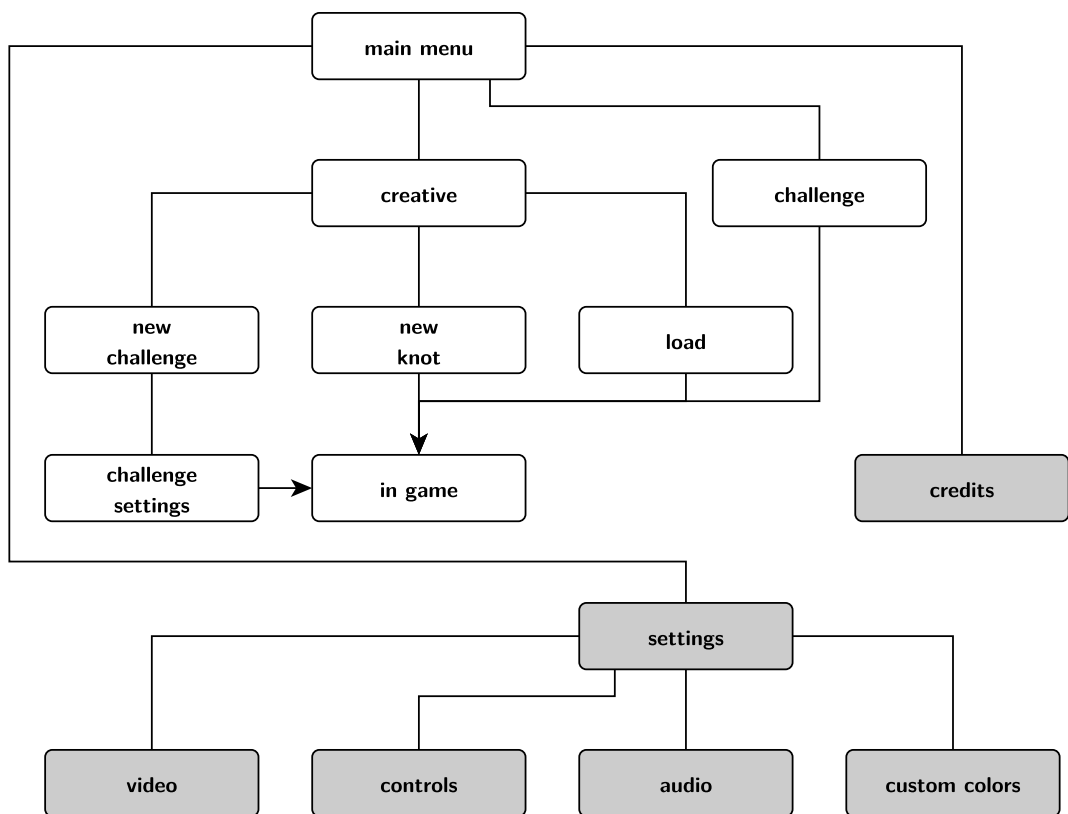 main menu
creative
challenge
new
challenge
new
knot
load
challenge
settings
in game
credits
settings
video
controls
audio
custom colors